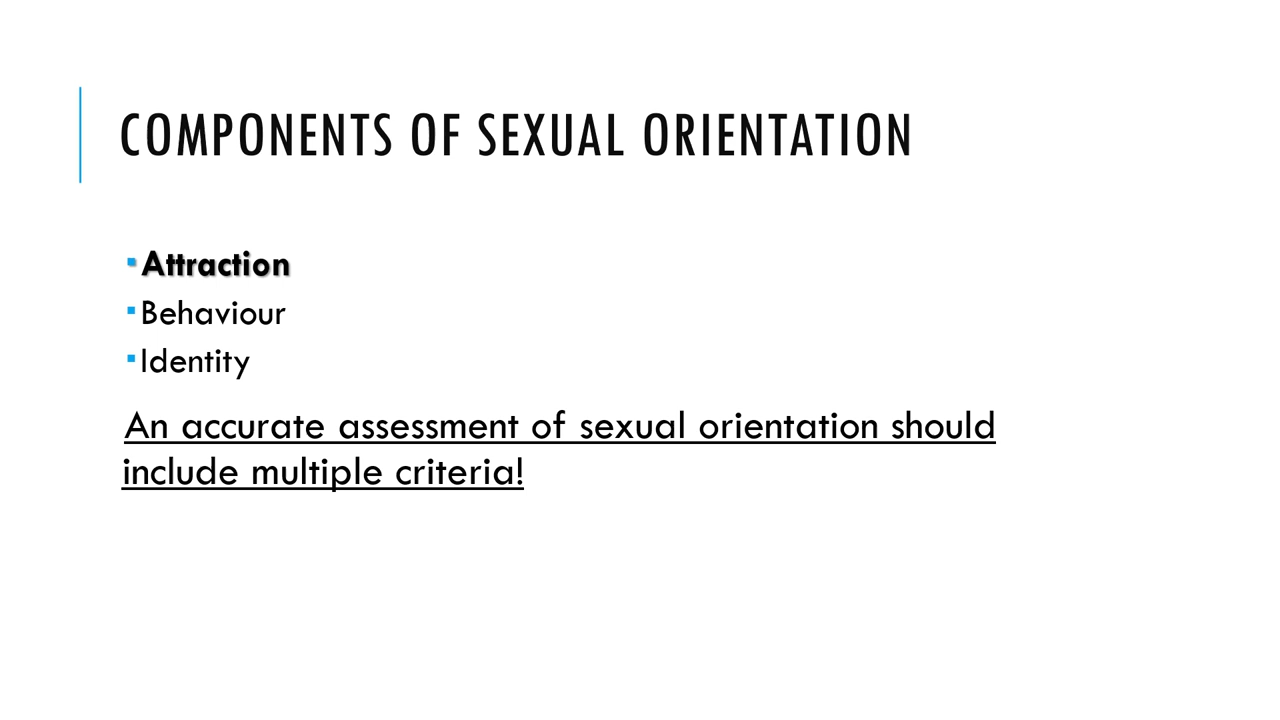 COMPONENTS OF SEXUAL ORIENTATION
▪Attraction
▪Behaviour
▪Identity
An accurate assessment of sexual orientation should
include multiple criteria!